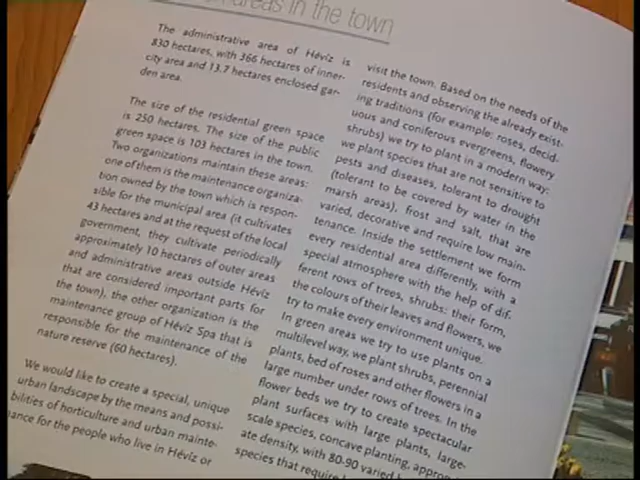 areas in the town
The administrative area of Hévíz is
830 hectares, with 366 hectares of inner-
city area and 13.7 hectares enclosed gar-
den area.
The size of the residential green space
is 250 hectares. The size of the public
green space is 103 hectares in the town.
Two organizations maintain these areas:
one of them is the maintenance organiza-
tion owned by the town which is respon-
sible for the municipal area (it cultivates
43 hectares and at the request of the local
government, they cultivate periodically
approximately 10 hectares of outer areas
and administrative areas outside Hévíz
that are considered important parts for
the town), the other organization is the
maintenance group of Hévíz Spa that is
responsible for the maintenance of the
nature reserve (60 hectares).
We would like to create a special, unique
urban landscape by the means and possi-
bilities of horticulture and urban mainte-
ance for the people who live in Hévíz or
visit the town. Based on the needs of the
residents and observing the already exist-
ing traditions (for example: roses, decid-
uous and coniferous evergreens, flowery
shrubs) we try to plant in a modern way:
we plant species that are not sensitive to
pests and diseases, tolerant to drought
(tolerant to be covered by water in the
marsh areas), frost and salt, that are
varied, decorative and require low main-
tenance. Inside the settlement we form
every residential area differently, with a
special atmosphere with the help of dif.
ferent rows of trees, shrubs: their form,
the colours of their leaves and flowers, we
try to make every environment unique.
In green areas we try to use plants on a
multilevel way, we plant shrubs, perennial
plants, bed of roses and other flowers in a
large number under rows of trees. In the
flower beds we try to create spectacular
plant surfaces with large plants, large-
scale species, concave planting, appro
ate density, with 80-90 varied
species that require